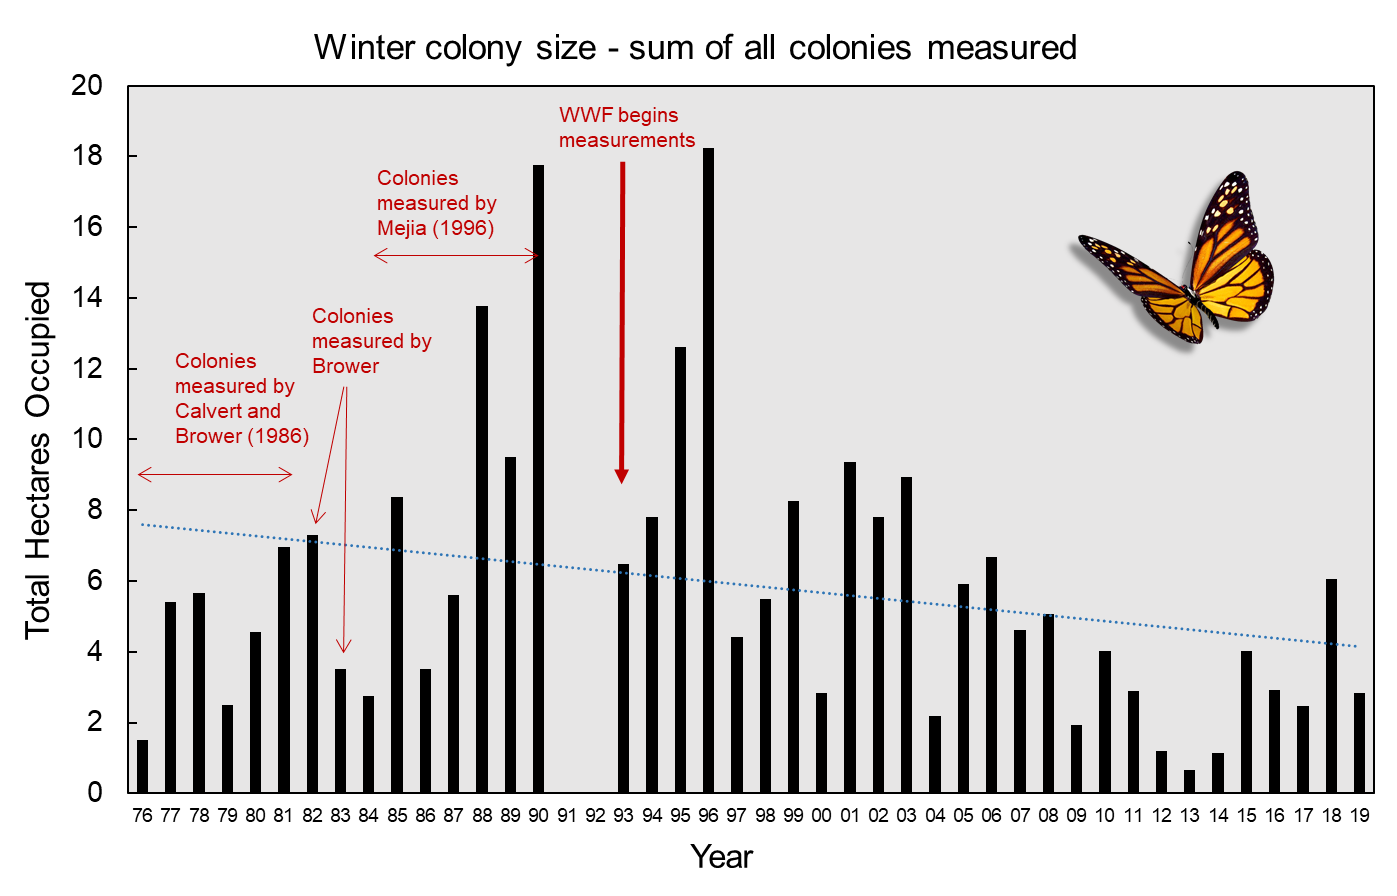 Winter colony size - sum of all colonies measured
Total Hectares Occupied
20
18
16
14
12
10
8
6
4
2
0
WWF begins
measurements
Colonies
measured by
Mejia (1996)
Colonies
measured by
Brower
Colonies
measured by
Calvert and
Brower (1986)
76 77 78 79 80 81 82 83 84 85 86 87 88 89 90 91 92 93 94 95 96 97 98 99 00 01 02 03 04 05 06 07 08 09 10 11 12 13 14 15 16 17 18 19
Year